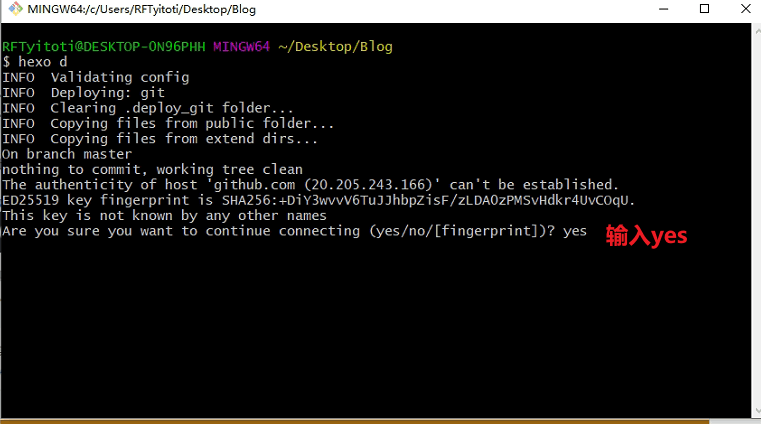 MINGW64:/c/Users/RFTyitoti/Desktop/Blog
RFTyitoti@DESKTOP-ON96PHH MINGW64 ~/Desktop/Blog
$ hexo d
INFO  Validating config
INFO  Deploying: git
INFO  Clearing .deploy_git folder...
INFO  Copying files from public folder...
INFO  Copying files from extend dirs...
On branch master
nothing to commit, working tree clean
The authenticity of host 'github.com (20.205.243.166)' can't be established.
ED25519 key fingerprint is SHA256:+DiY3wvvV6TuJJhbpZisF/zLDAOzPMSvHdkr4UvCOqU.
This key is not known by any other names
Are you sure you want to continue connecting (yes/no/[fingerprint])? yes 输入yes